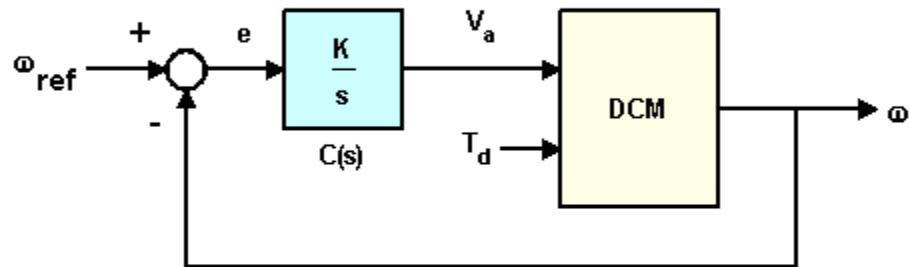 +
e
K
s
V_a
ω_ref
-
C(s)
T_d
DCM
ω